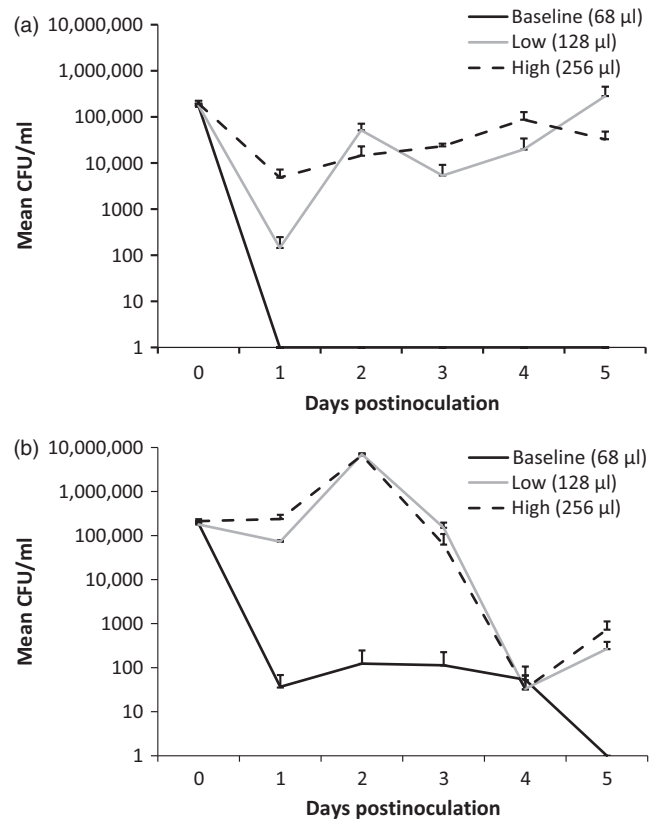 (a)
Baseline (68 µl)
Low (128 µl)
High (256 µl)
10,000,000
1,000,000
100,000
10,000
1000
100
10
1
Mean CFU/ml
0 1 2 3 4 5
Days postinoculation
(b)
Baseline (68 µl)
Low (128 µl)
High (256 µl)
10,000,000
1,000,000
100,000
10,000
1000
100
10
1
Mean CFU/ml
0 1 2 3 4 5
Days postinoculation